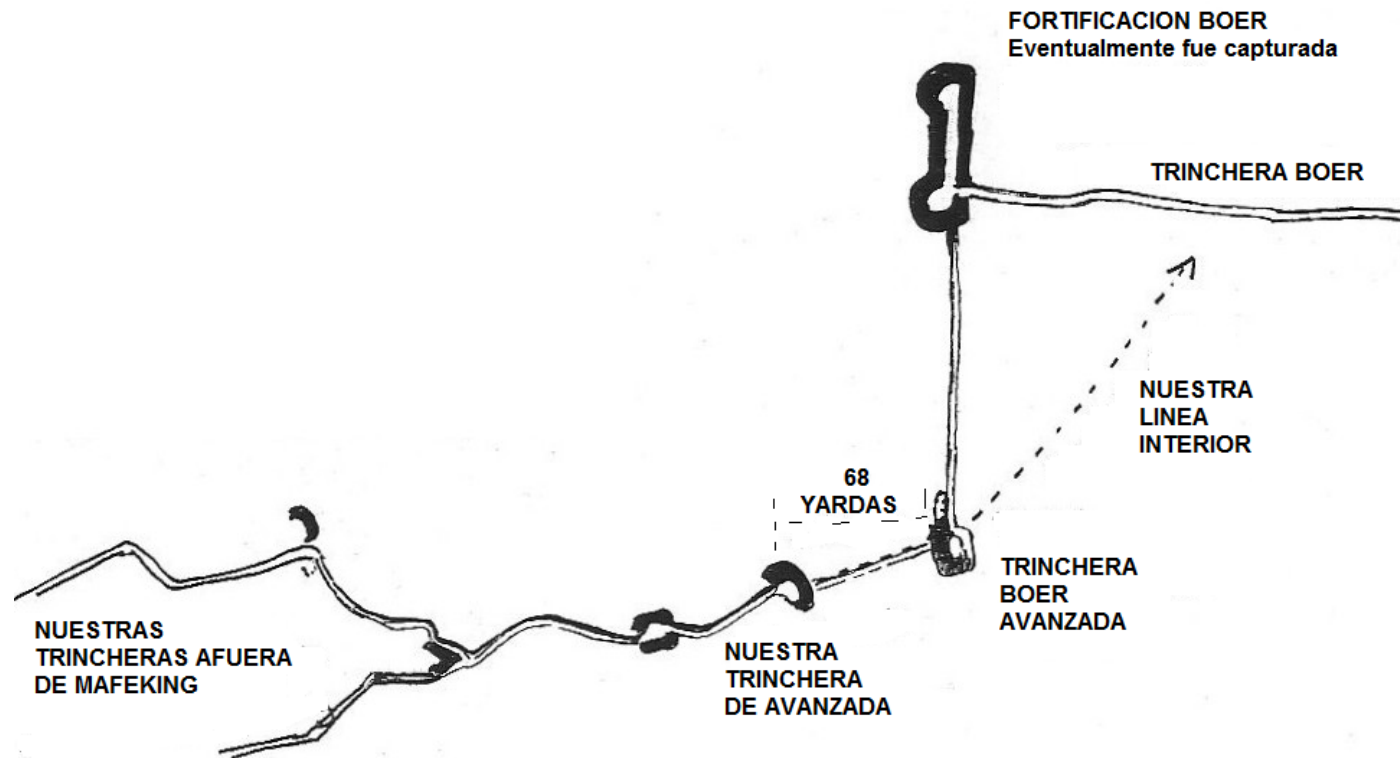 FORTIFICACION BOER
Eventualmente fue capturada
TRINCHERA BOER
NUESTRA
LINEA
INTERIOR
68
YARDAS
TRINCHERA
BOER
AVANZADA
NUESTRAS
TRINCHERAS AFUERA
DE MAFEKING
NUESTRA
TRINCHERA
DE AVANZADA